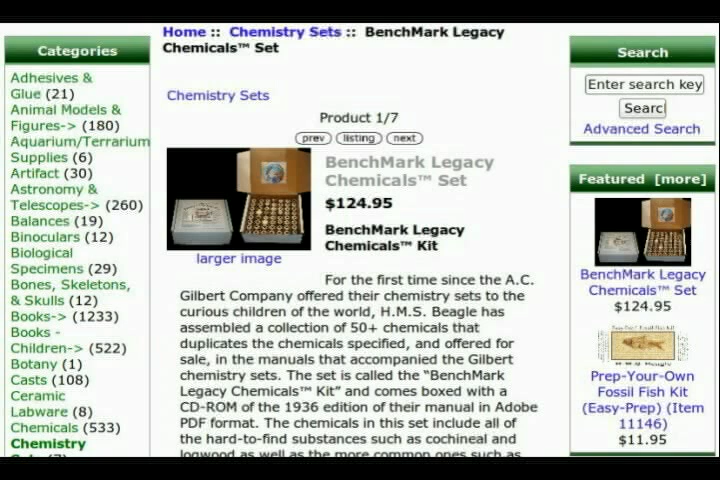 Home :: Chemistry Sets :: BenchMark Legacy
Chemicals™ Set
Categories
Adhesives &
Glue (21)
Animal Models &
Figures-> (180)
Aquarium/Terrarium
Supplies (6)
Artifact (30)
Astronomy &
Telescopes-> (260)
Balances (19)
Binoculars (12)
Biological
Specimens (29)
Bones, Skeletons,
& Skulls (12)
Books-> (1233)
Books -
Children-> (522)
Botany (1)
Casts (108)
Ceramic
Labware (8)
Chemicals (533)
Chemistry
Chemistry Sets
Product 1/7
prev listing next
BenchMark Legacy
Chemicals™ Set
$124.95
BenchMark Legacy
Chemicals™ Kit
larger image
For the first time since the A.C.
Gilbert Company offered their chemistry sets to the
curious children of the world, H.M.S. Beagle has
assembled a collection of 50+ chemicals that
duplicates the chemicals specified, and offered for
sale, in the manuals that accompanied the Gilbert
chemistry sets. The set is called the “BenchMark
Legacy Chemicals™ Kit” and comes boxed with a
CD-ROM of the 1936 edition of their manual in Adobe
PDF format. The chemicals in this set include all of
the hard-to-find substances such as cochineal and
logwood as well as the more common ones such as
Search
Enter search key
Searc
Advanced Search
Featured [more]
BenchMark Legacy
Chemicals™ Set
$124.95
Prep-Your-Own
Fossil Fish Kit
(Easy-Prep) (Item
11146)
$11.95